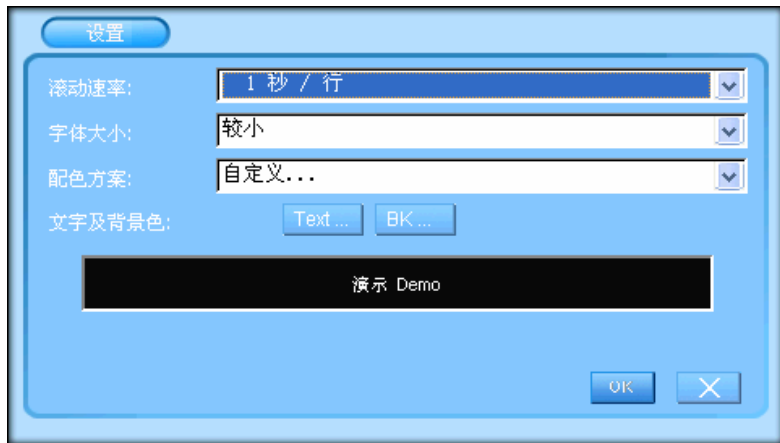 设置
滚动速率: 1 秒 / 行
字体大小: 较小
配色方案: 自定义...
文字及背景色: Text... BK...
演示 Demo
OK